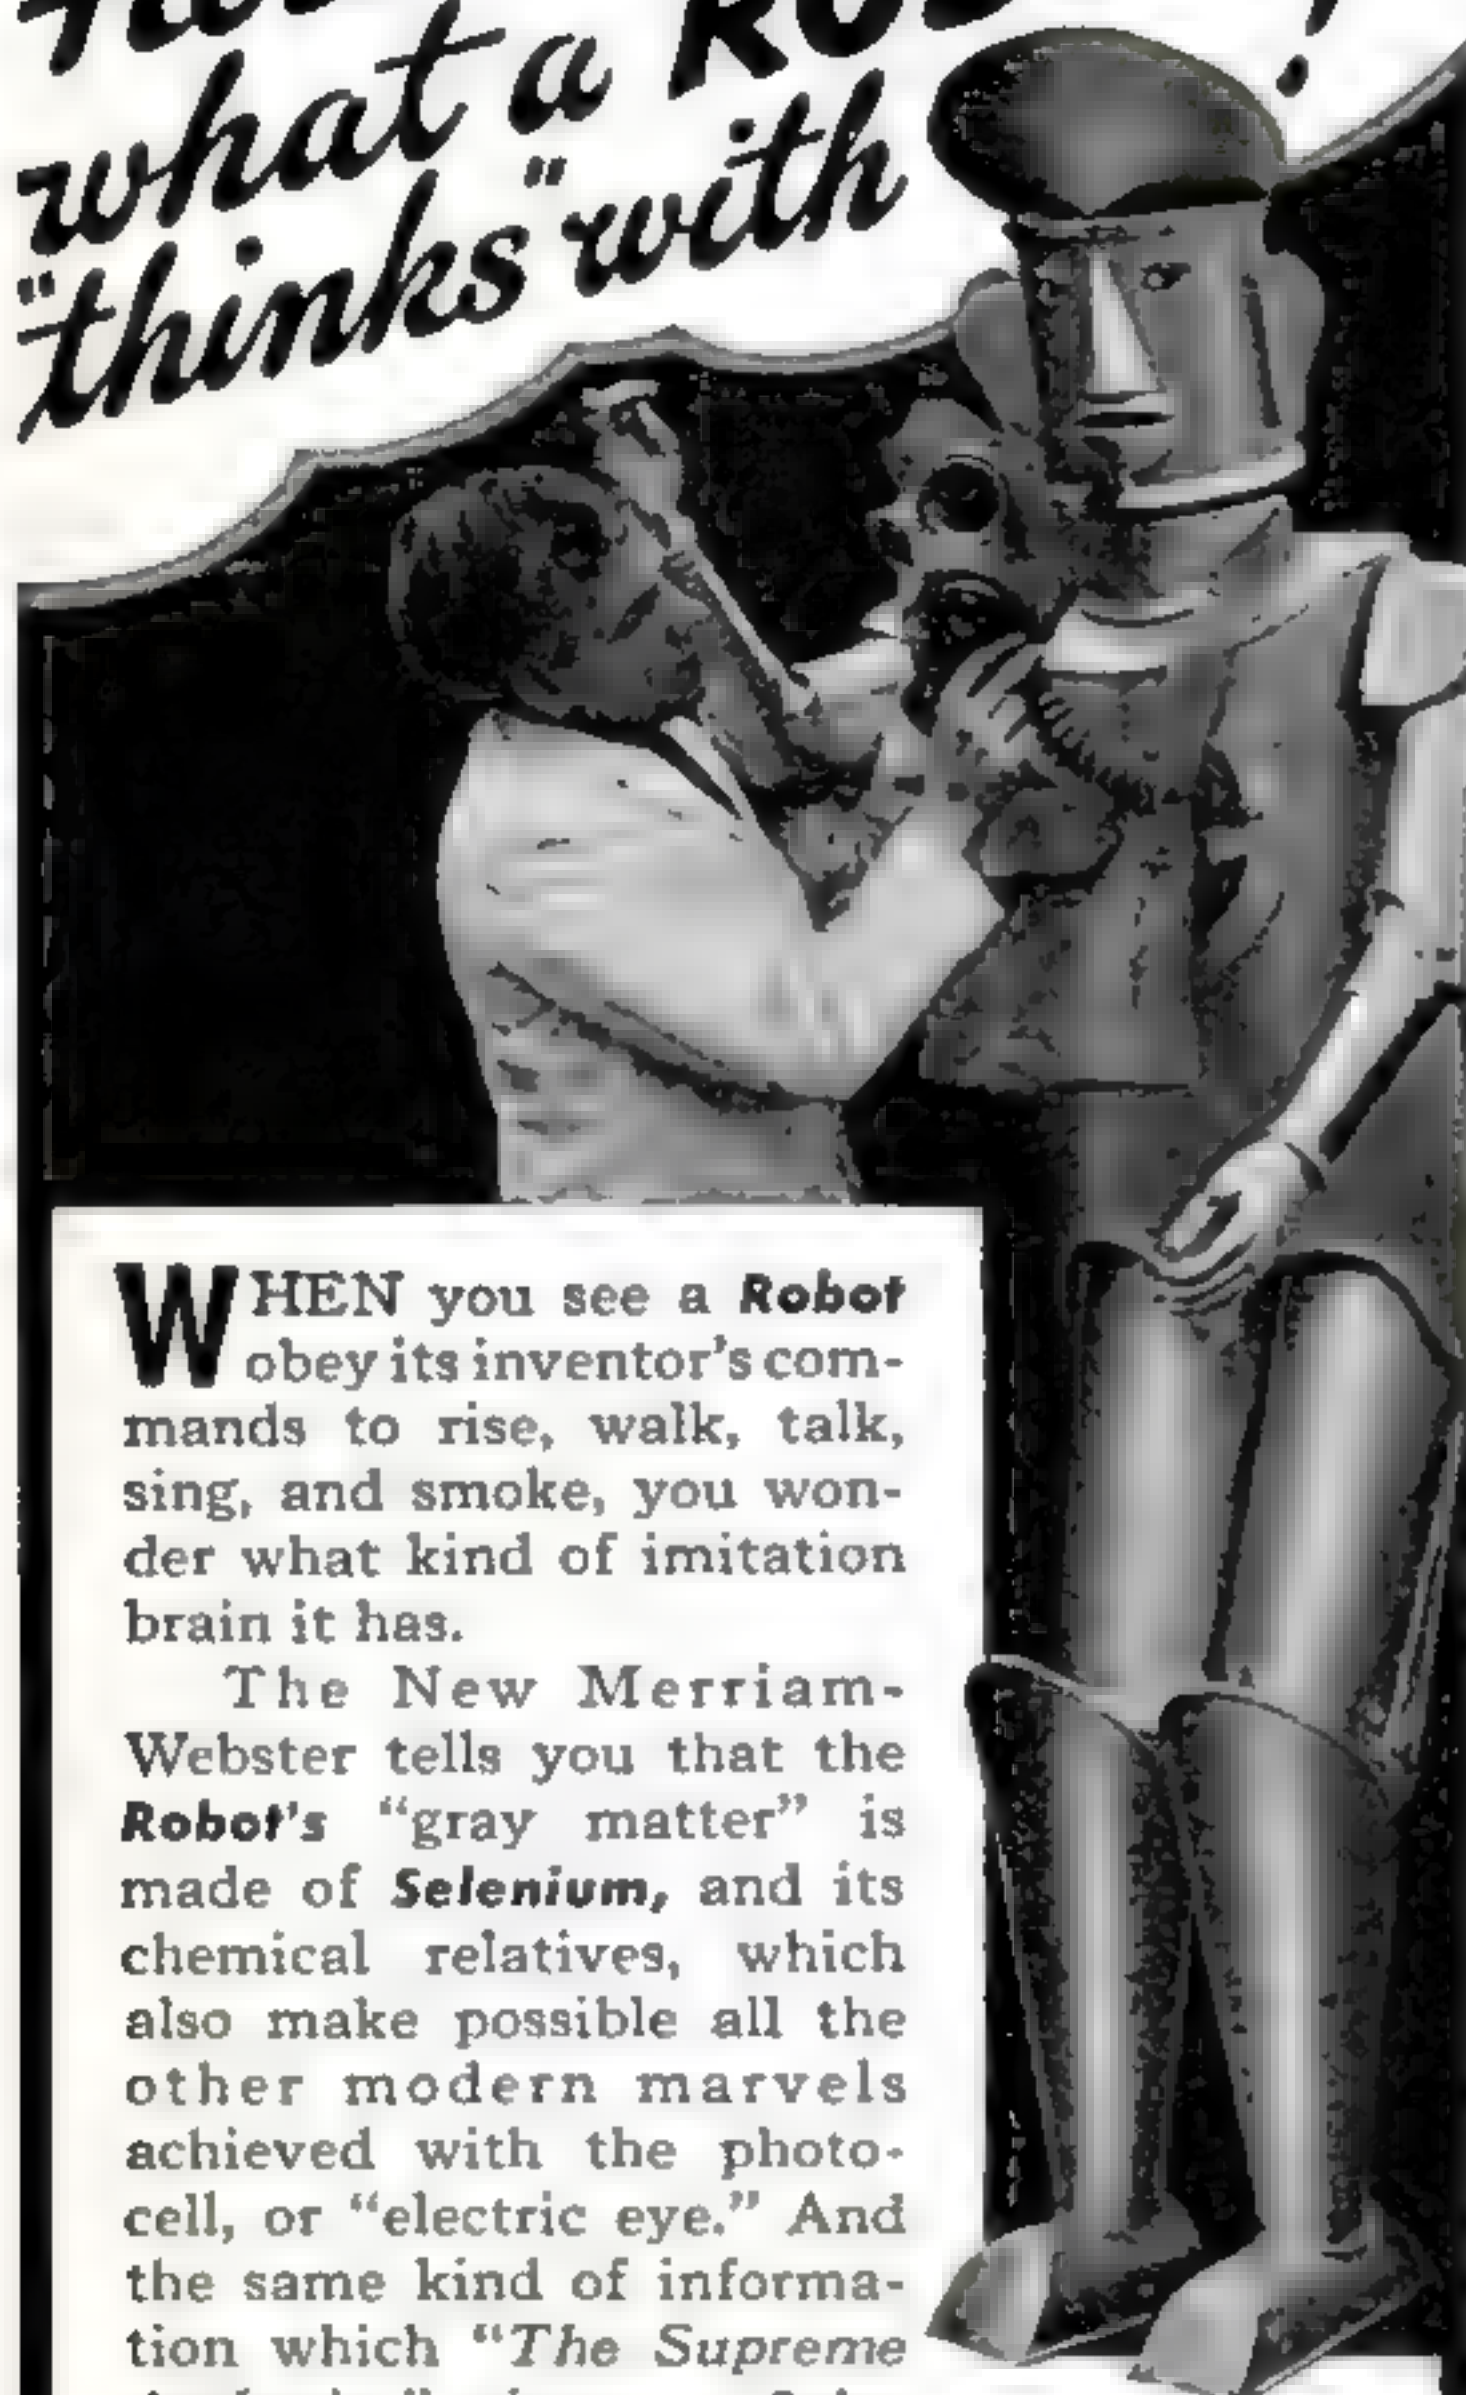 what a
"thinks" with
WHEN you see a Robot
obey its inventor's com-
mands to rise, walk, talk,
sing, and smoke, you won-
der what kind of imitation
brain it has.
The New Merriam-
Webster tells you that the
Robot's "gray matter" is
made of Selenium, and its
chemical relatives, which
also make possible all the
other modern marvels
achieved with the photo-
cell, or "electric eye." And
the same kind of informa-
tion which "The Supreme